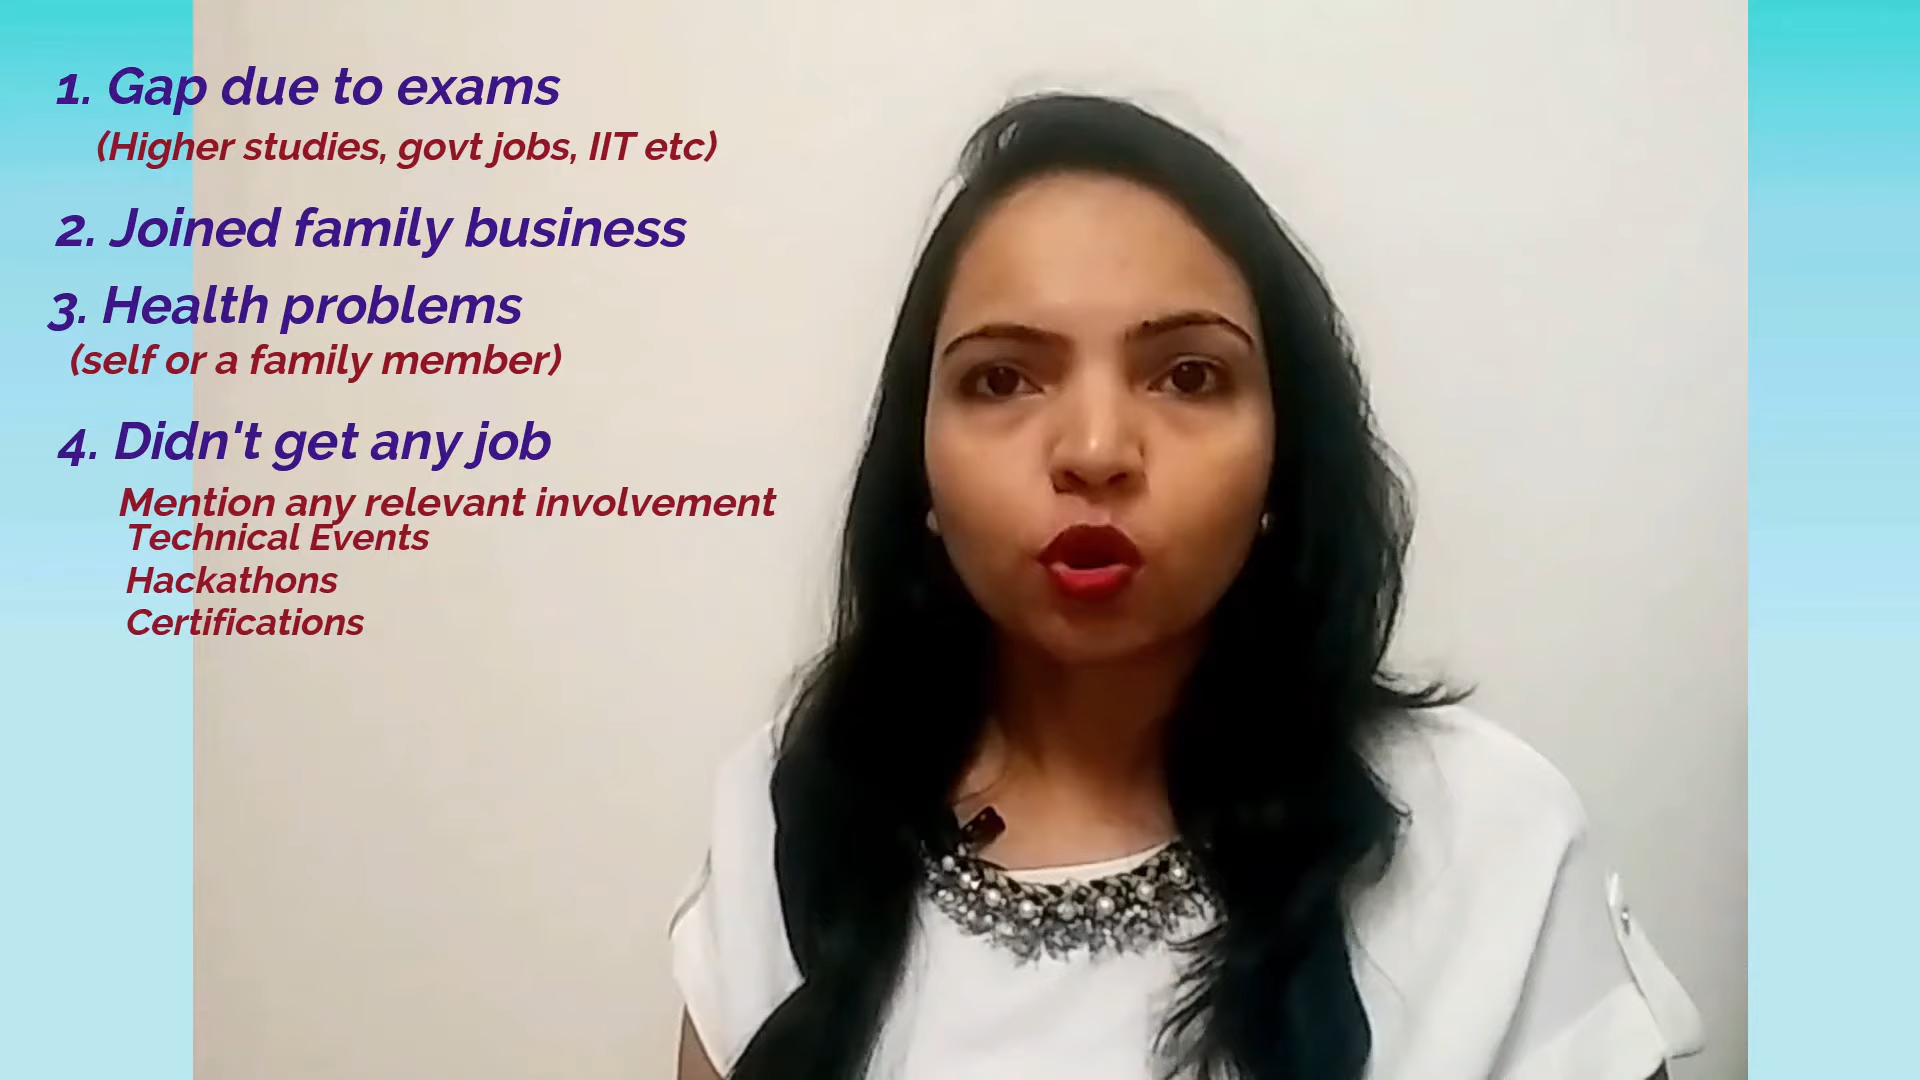 1. Gap due to exams
(Higher studies, govt jobs, IIT etc)
2. Joined family business
3. Health problems
(self or a family member)
4. Didn't get any job
Mention any relevant involvement
Technical Events
Hackathons
Certifications